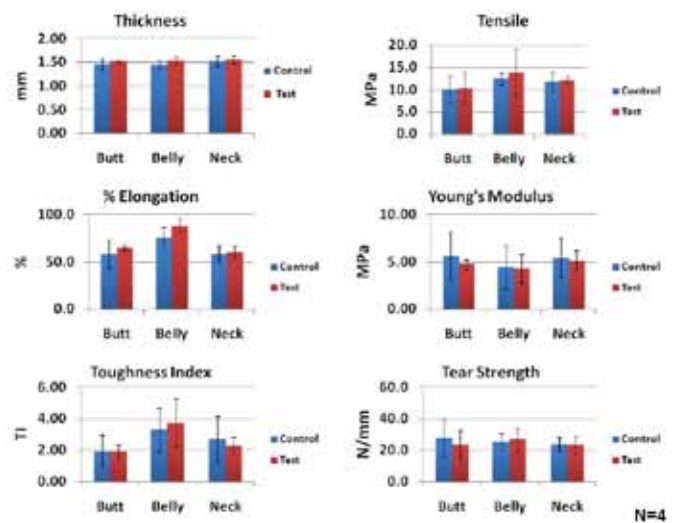 Thickness
2.00
1.50
1.00
0.50
0.00
mm
Butt Belly Neck
Control
Test
Tensile
20.0
15.0
10.0
5.0
0.0
MPa
Butt Belly Neck
Control
Test
% Elongation
100.0
50.0
0.0
%
Butt Belly Neck
Control
Test
Young's Modulus
10.00
5.00
0.00
MPa
Butt Belly Neck
Control
Test
Toughness Index
6.00
4.00
2.00
0.00
TI
Butt Belly Neck
Control
Test
Tear Strength
60.0
40.0
20.0
0.0
N/mm
Butt Belly Neck
Control
Test
N=4